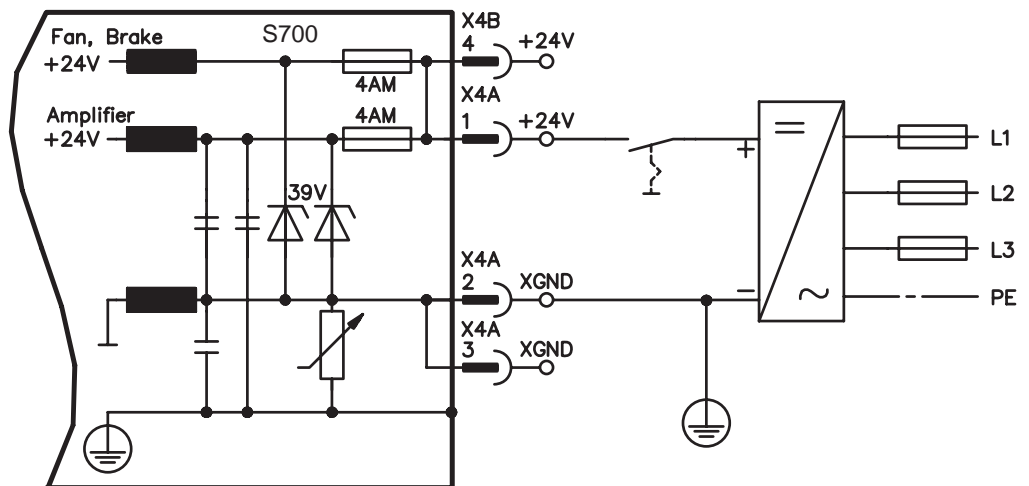 Fan, Brake
+24V
S700
4AM
X4B
4
+24V
Amplifier
+24V
4AM
X4A
1
+24V
39V
X4A
2
XGND
X4A
3
XGND
+
−
L1
L2
L3
PE